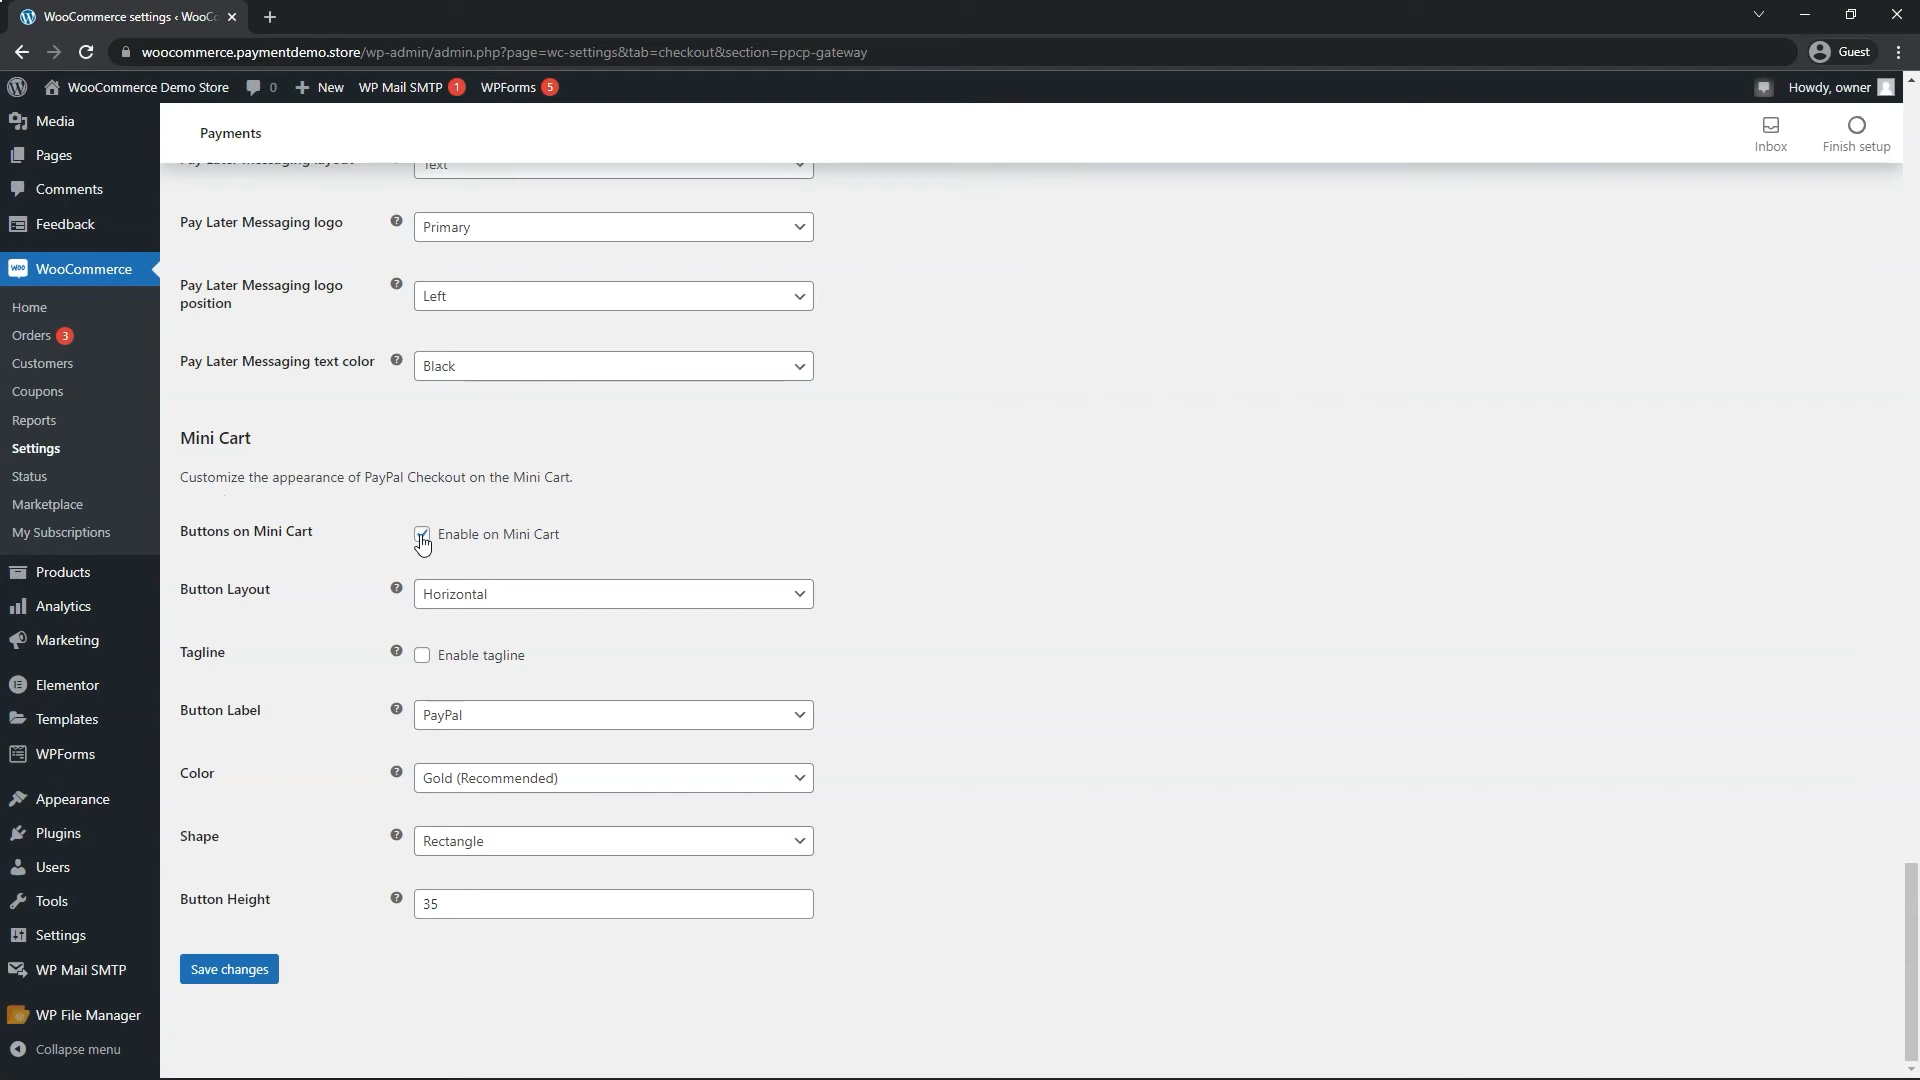 WooCommerce settings ‹ WooC
woocommerce.paymentdemo.store/wp-admin/admin.php?page=wc-settings&tab=checkout&section=ppcp-gateway
Guest
WooCommerce Demo Store
0
New
WP Mail SMTP 1
WPForms 5
Howdy, owner
Media
Pages
Comments
Feedback
WooCommerce
Home
Orders 3
Customers
Coupons
Reports
Settings
Status
Marketplace
My Subscriptions
Products
Analytics
Marketing
Elementor
Templates
WPForms
Appearance
Plugins
Users
Tools
Settings
WP Mail SMTP
WP File Manager
Collapse menu
Payments
Inbox
Finish setup
Pay Later Messaging layout
Text
Pay Later Messaging logo
Primary
Pay Later Messaging logo
position
Left
Pay Later Messaging text color
Black
Mini Cart
Customize the appearance of PayPal Checkout on the Mini Cart.
Buttons on Mini Cart
Enable on Mini Cart
Button Layout
Horizontal
Tagline
Enable tagline
Button Label
PayPal
Color
Gold (Recommended)
Shape
Rectangle
Button Height
35
Save changes